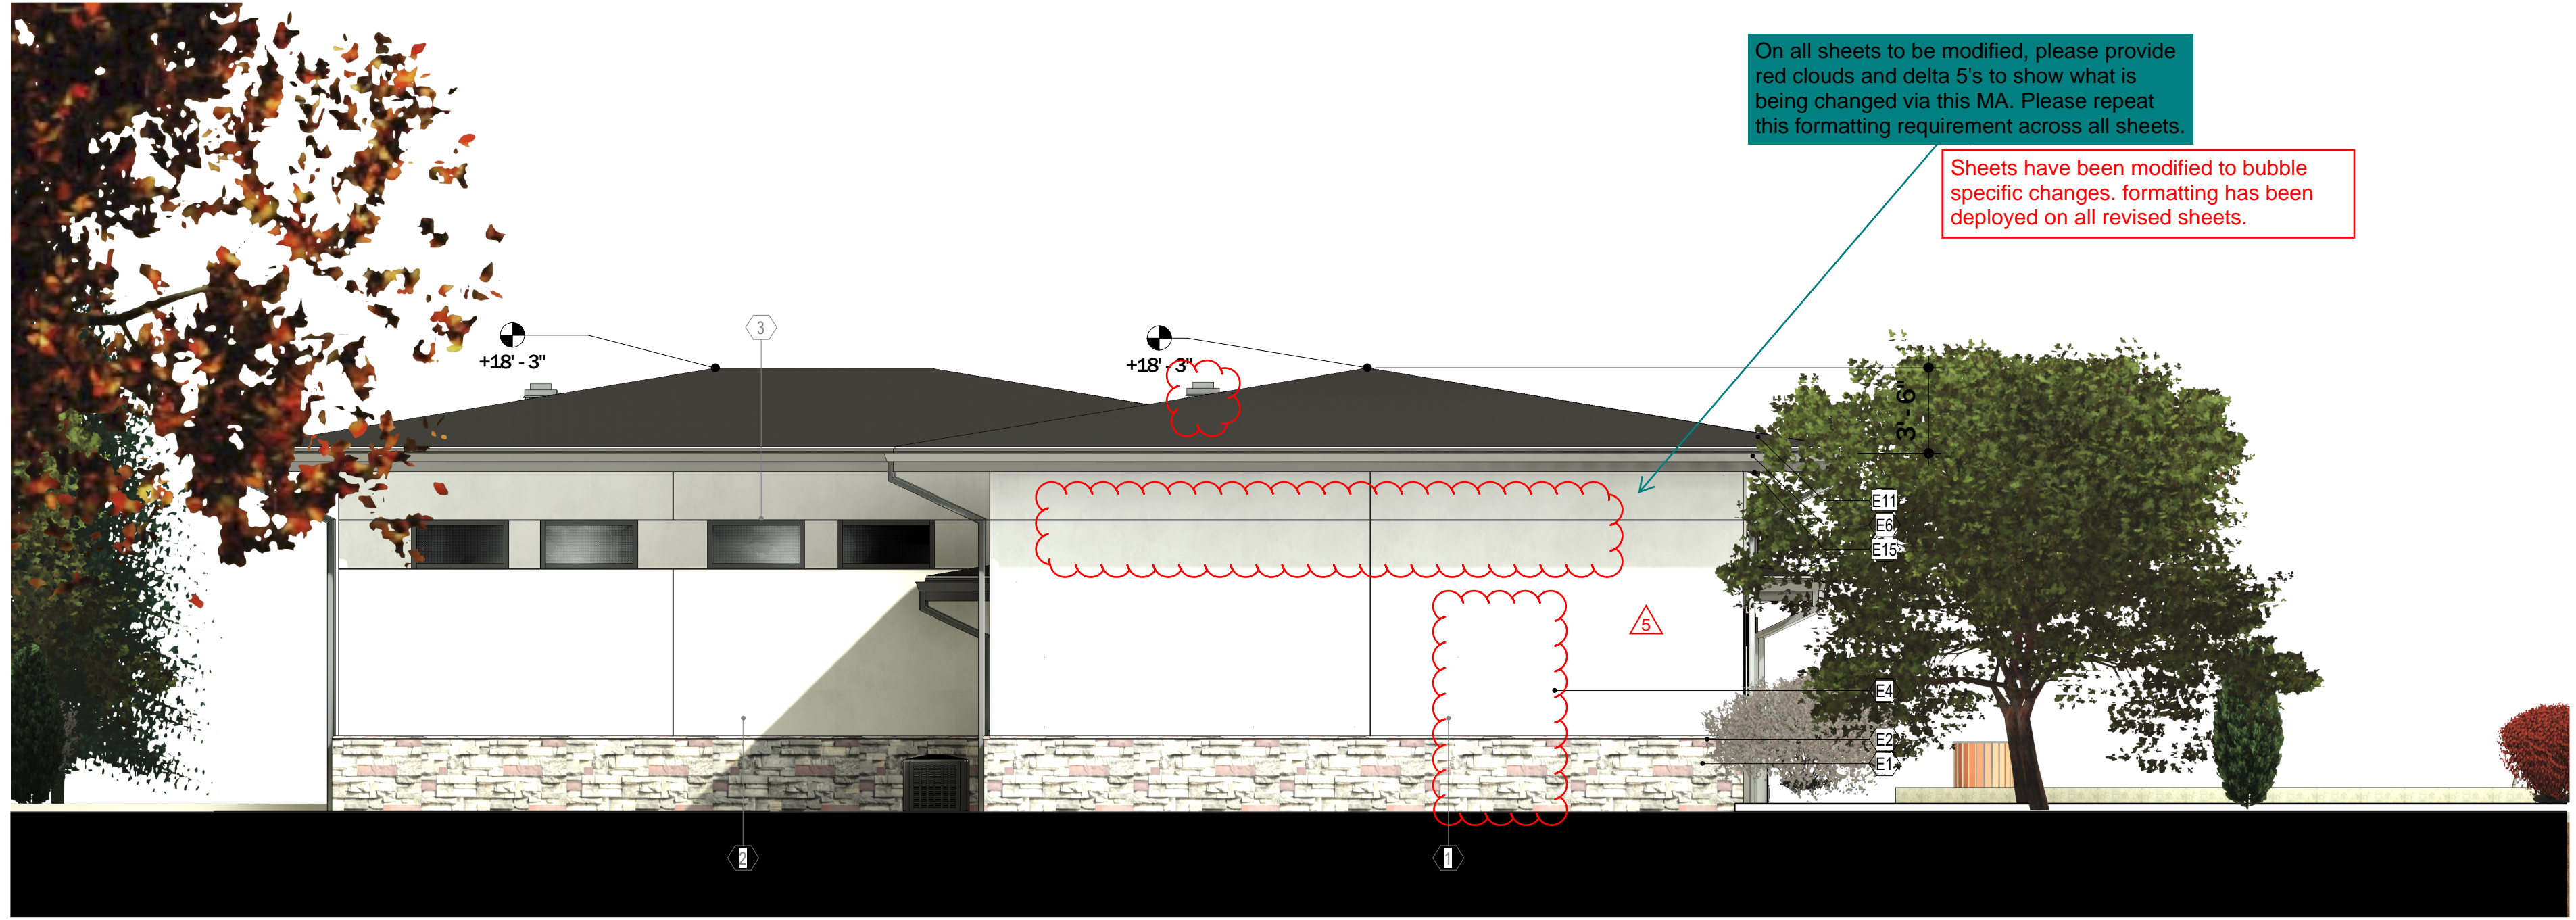 On all sheets to be modified, please provide
red clouds and delta 5's to show what is
being changed via this MA. Please repeat
this formatting requirement across all sheets.
Sheets have been modified to bubble
specific changes. formatting has been
deployed on all revised sheets.
3
+18'-3"
+18'-3"
3'-6"
E11
E6
E15
5
E4
E2
E1
2
1